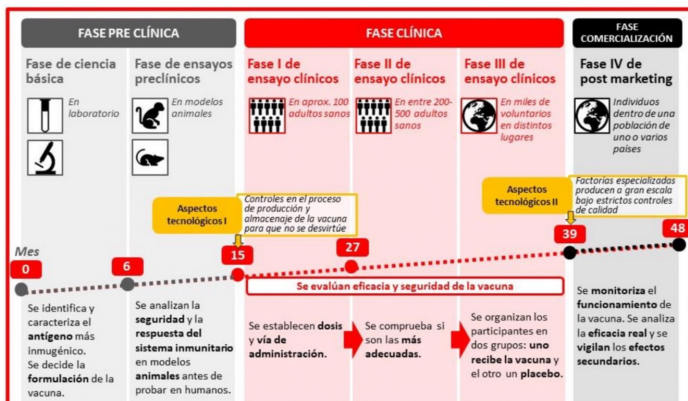 FASE PRE CLÍNICA
FASE CLÍNICA
FASE
COMERCIALIZACIÓN
Fase de ciencia
básica
En
laboratorio
Fase de ensayos
preclínicos
En modelos
animales
Fase I de
ensayo clínicos
En aprox. 100
adultos sanos
Fase II de
ensayo clínicos
En entre 200-
500 adultos
sanos
Fase III de
ensayo clínicos
En miles de
voluntarios
en distintos
lugares
Fase IV de
post marketing
Individuos
dentro de una
población de
uno o varios
países
Aspectos
tecnológicos I
Controles en el proceso
de producción y
almacenaje de la vacuna
para que no se desvirtúe
Aspectos
tecnológicos II
Factorías especializadas
producen a gran escala
bajo estrictos controles
de calidad
Mes
0
6
15
27
39
48
Se evalúan eficacia y seguridad de la vacuna
Se identifica y
caracteriza el
antígeno más
inmugénico.
Se decide la
formulación de la
vacuna.
Se analizan la
seguridad y la
respuesta del
sistema inmunitario
en modelos
animales antes de
probar en humanos.
Se establecen dosis
y vía de
administración.
Se comprueba si
son las más
adecuadas.
Se organizan los
participantes en
dos grupos: uno
recibe la vacuna y
el otro un placebo.
Se monitoriza el
funcionamiento de
la vacuna. Se analiza
la eficacia real y se
vigilan los efectos
secundarios.